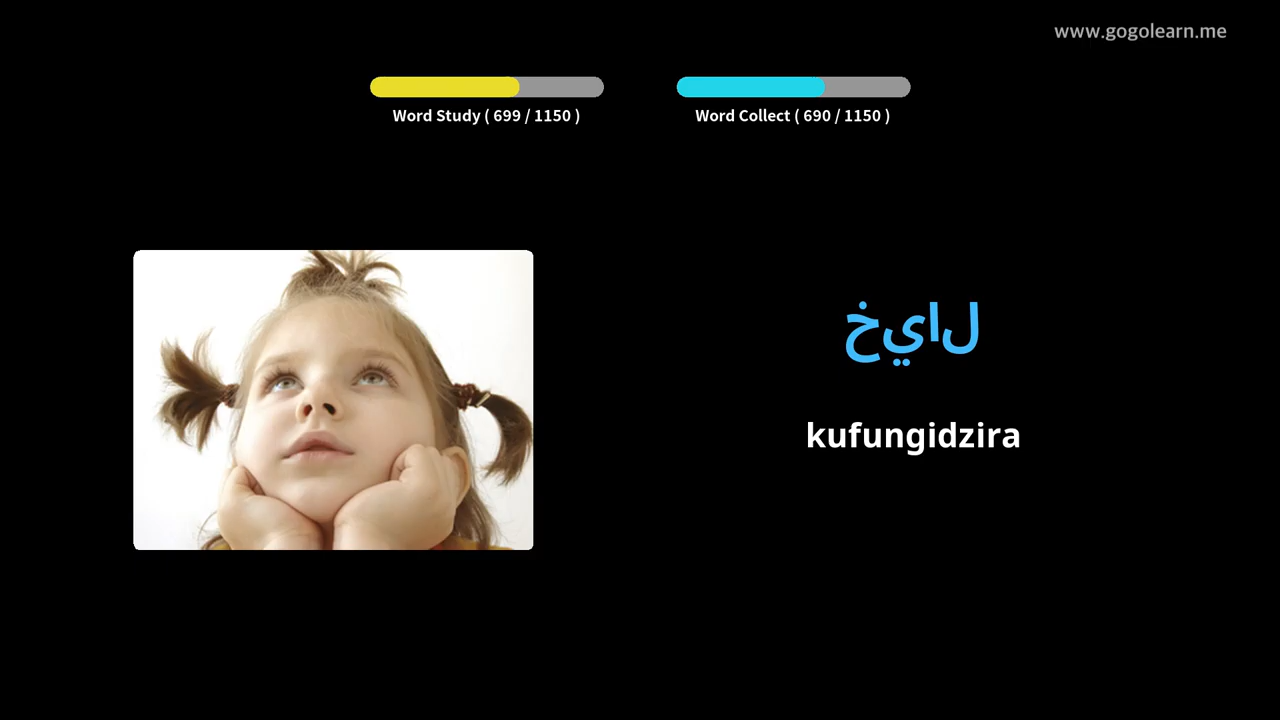 www.gogolearn.me
Word Study ( 699 / 1150 )
Word Collect ( 690 / 1150 )
خيال
kufungidzira